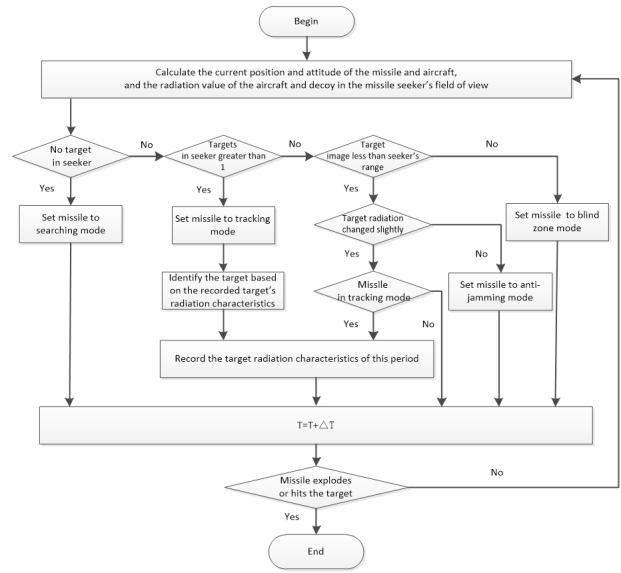 Begin
Calculate the current position and attitude of the missile and aircraft,
and the radiation value of the aircraft and decoy in the missile seeker's field of view
No target
in seeker
No
Targets
in seeker greater than
1
No
Target
image less than seeker's
range
No
Yes
Yes
Yes
Set missile to
searching mode
Set missile to tracking
mode
Target radiation
changed slightly
Set missile to blind
zone mode
No
Yes
Identify the target based
on the recorded target's
radiation characteristics
Missile
in tracking mode
Set missile to anti-
jamming mode
Yes
No
Record the target radiation characteristics of this period
T=T+△T
Missile explodes
or hits the target
No
Yes
End